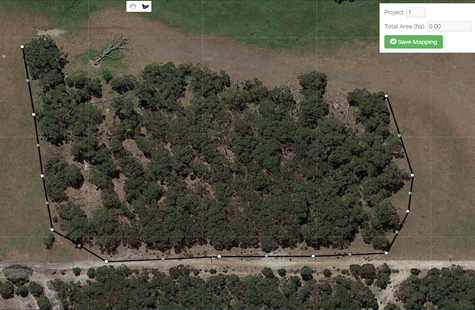 Project: 1
Total Area (ha) 0.00
Save Mapping